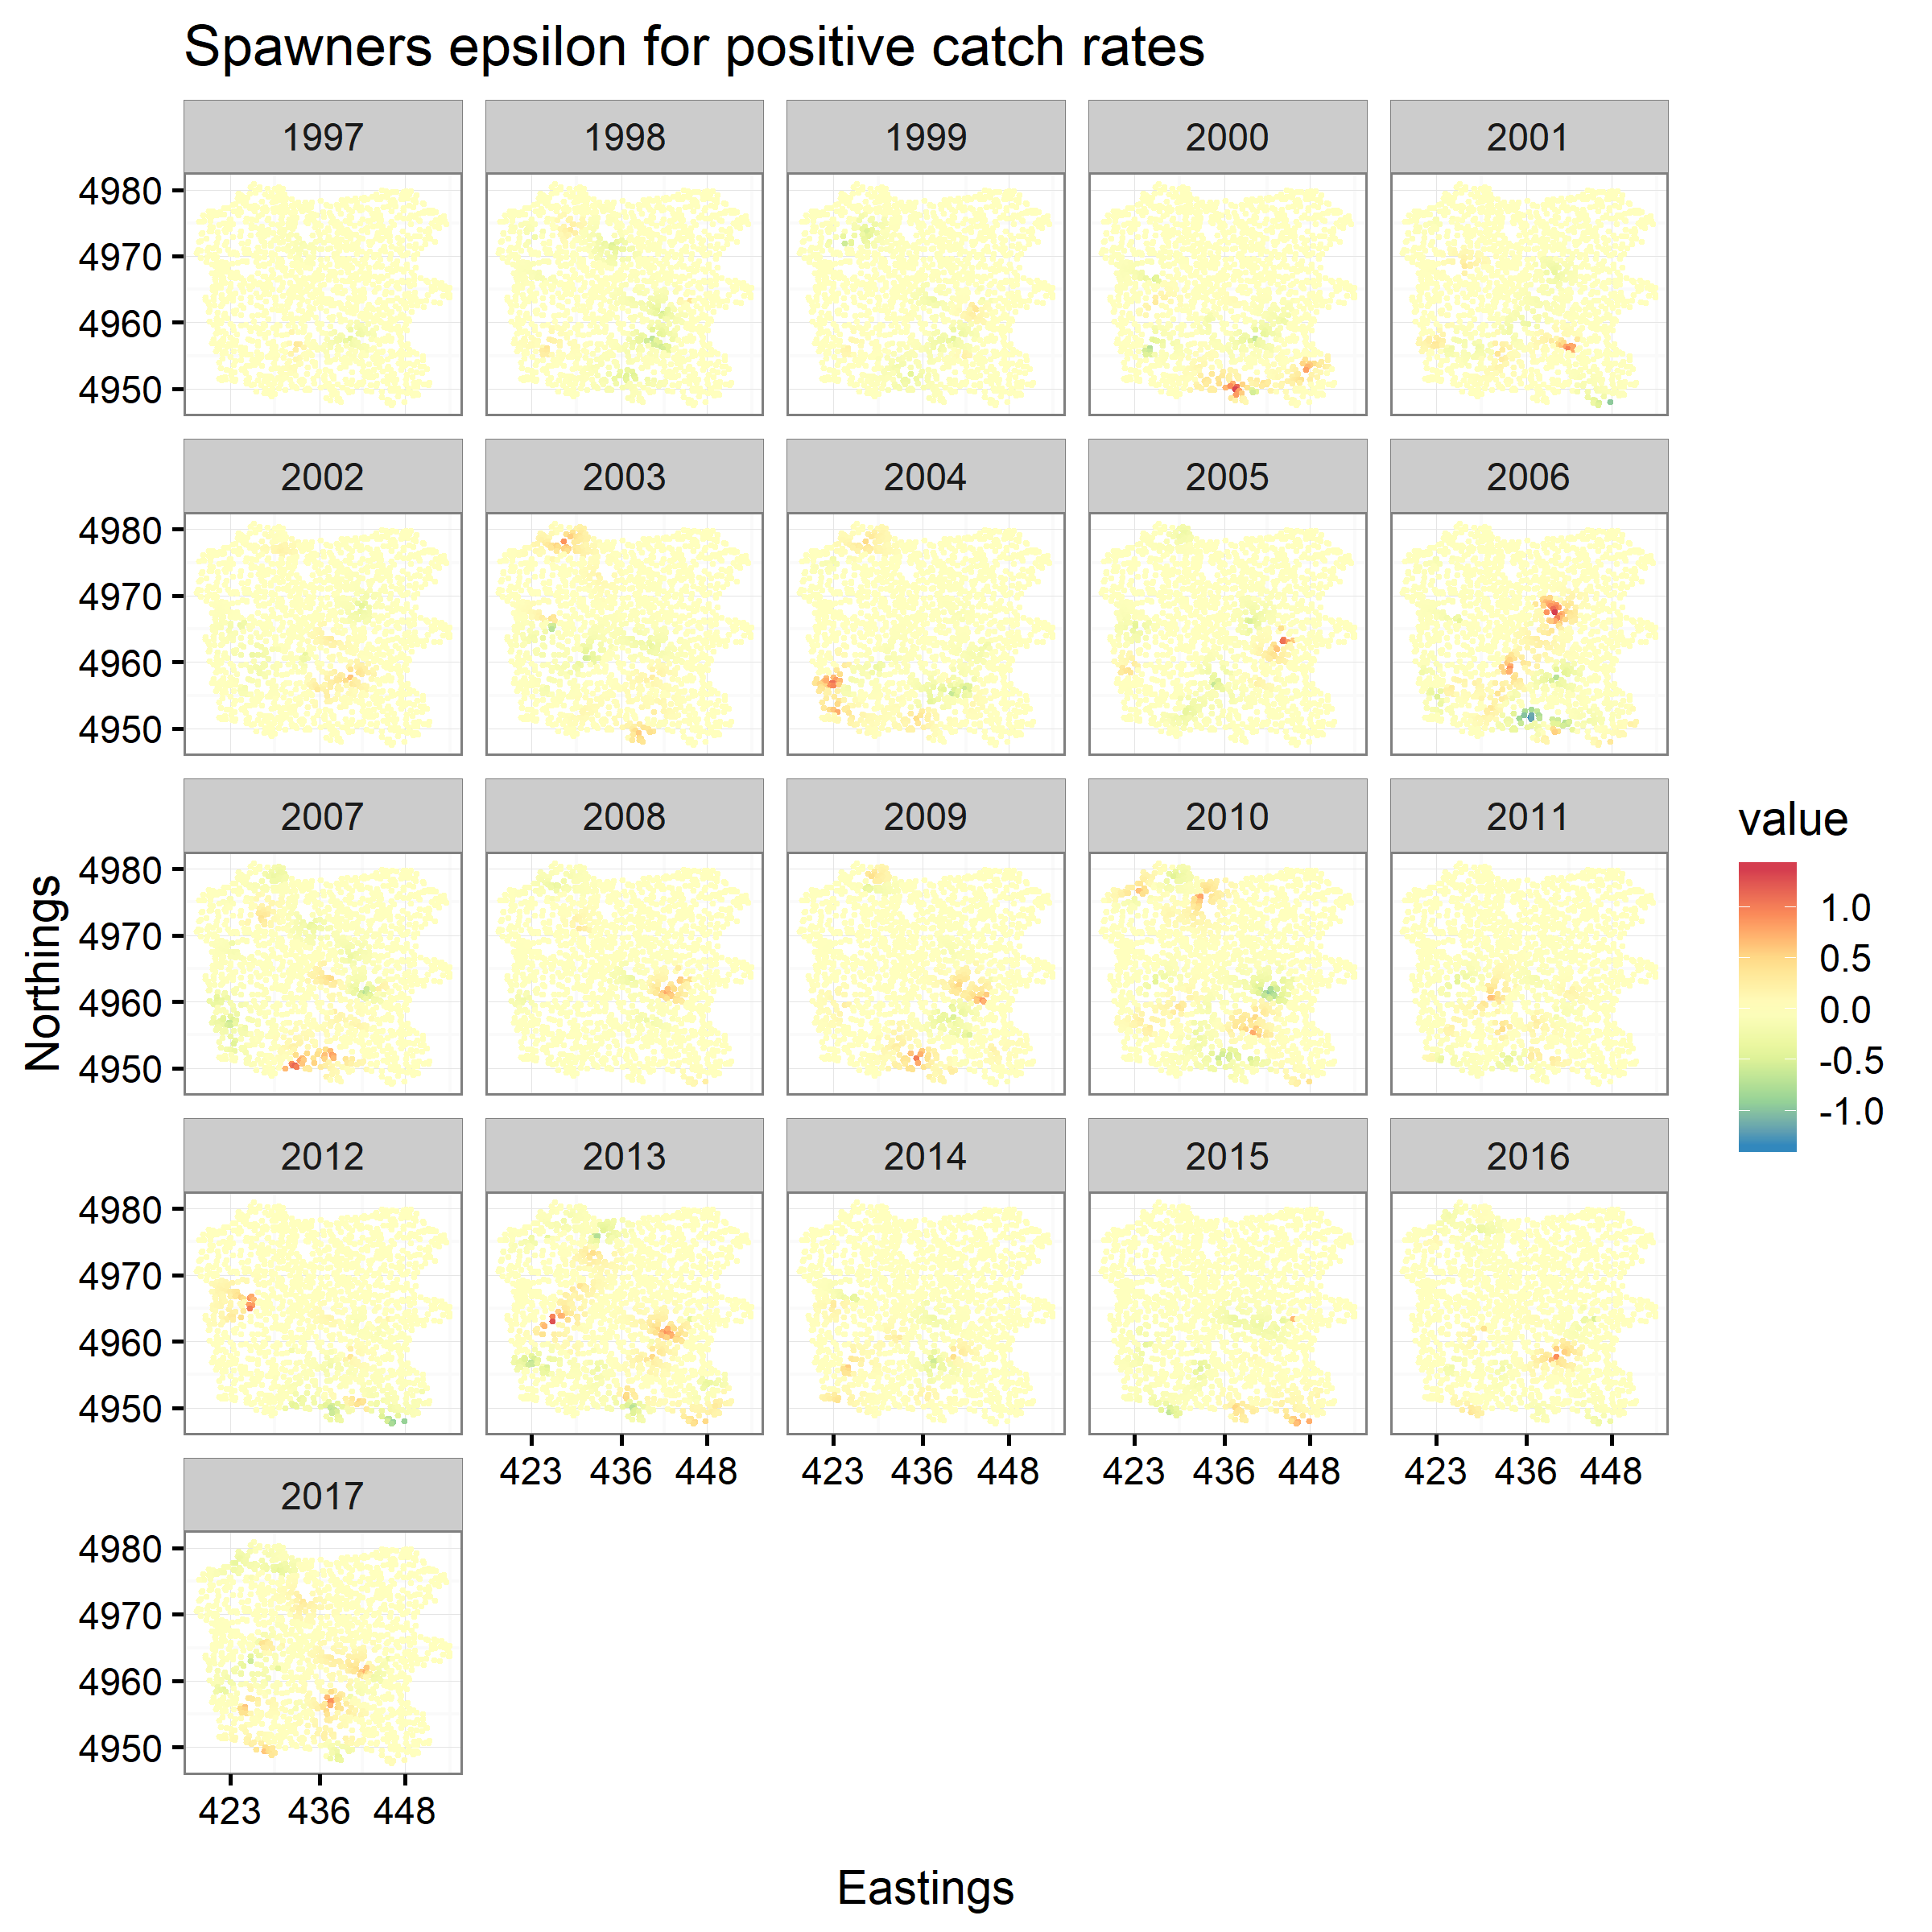 Spawners epsilon for positive catch rates
1997 1998 1999 2000 2001
4980
4970
4960
4950
2002 2003 2004 2005 2006
4980
4970
4960
4950
2007 2008 2009 2010 2011
4980
4970
4960
4950
2012 2013 2014 2015 2016
4980
4970
4960
4950
423 436 448 423 436 448 423 436 448 423 436 448
2017
4980
4970
4960
4950
423 436 448
Northings
Eastings
value
1.0
0.5
0.0
-0.5
-1.0